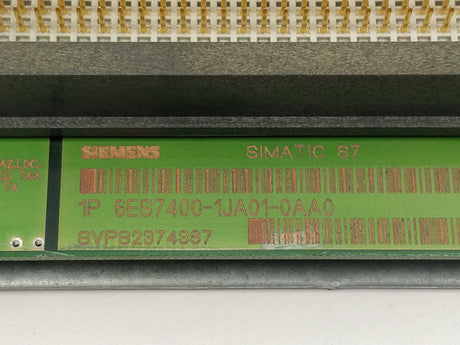 SIEMENS SIMATIC S7
1P 6ES7400-1JA01-0AA0
SVPS2374387